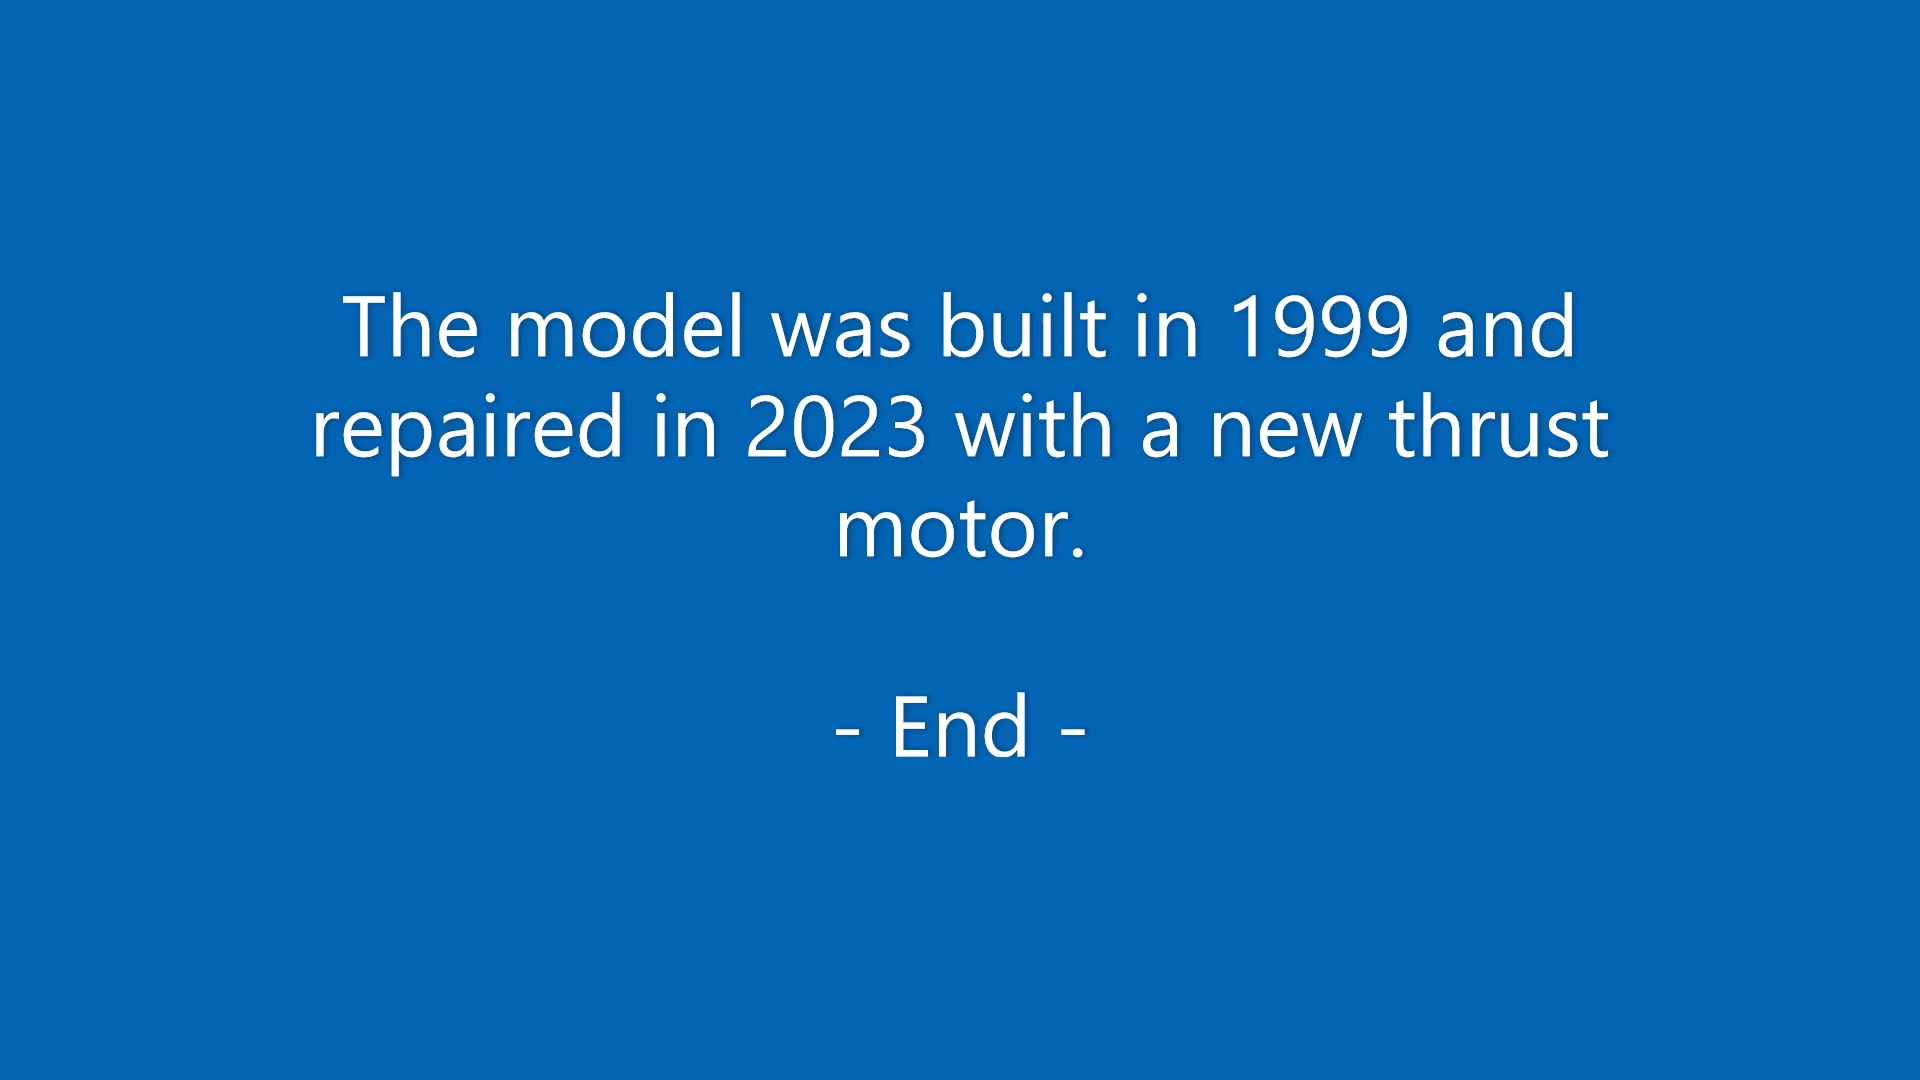 The model was built in 1999 and
repaired in 2023 with a new thrust
motor.
- End -